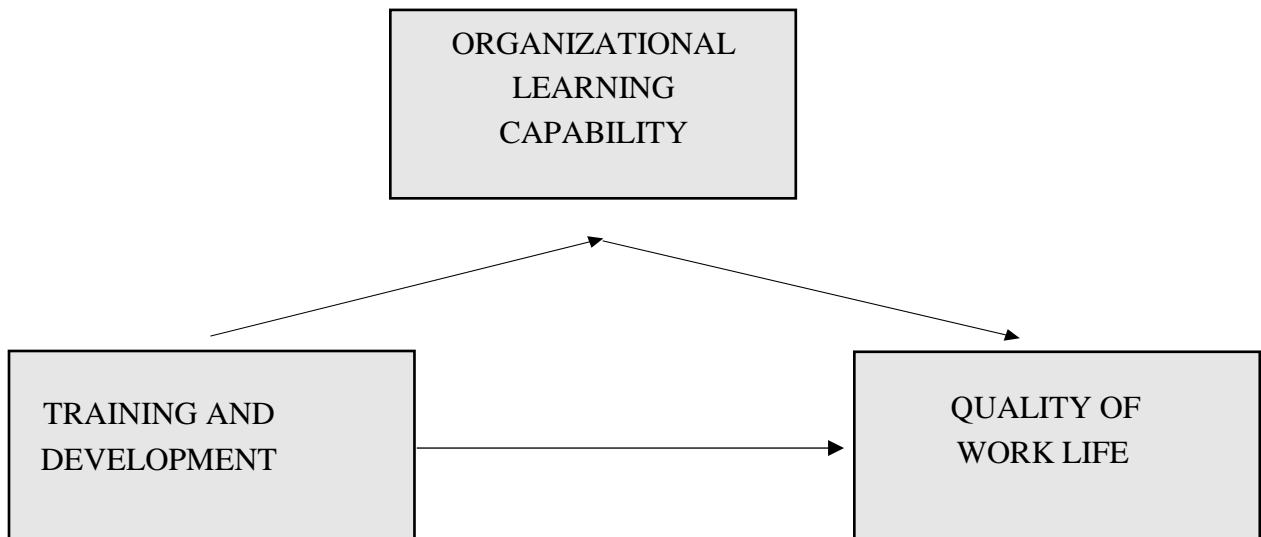 ORGANIZATIONAL
LEARNING
CAPABILITY
TRAINING AND
DEVELOPMENT
QUALITY OF
WORK LIFE